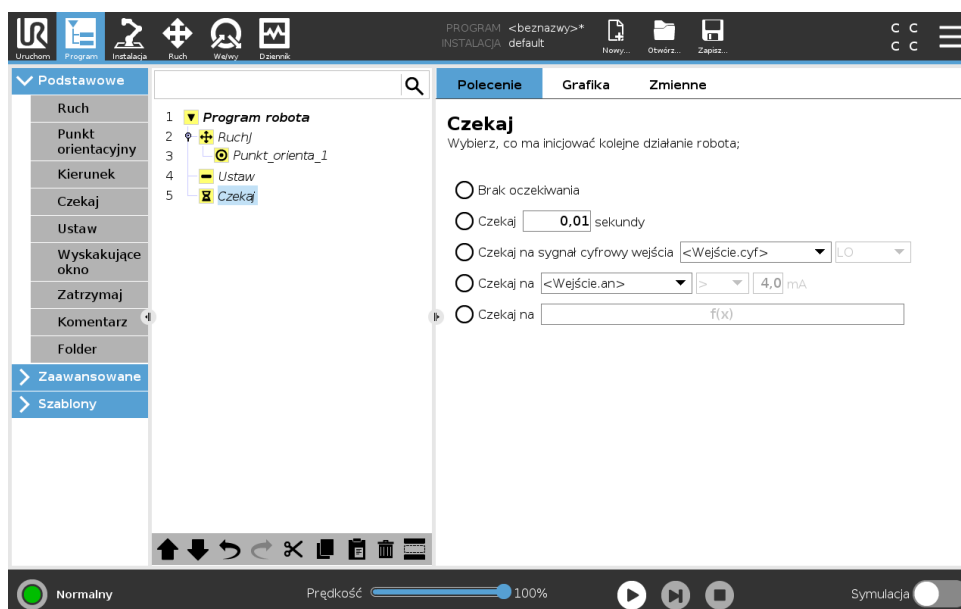 UR
Uruchom
Program
Instalacja
Ruch
We/wy
Dziennik
PROGRAM <beznazwy>*
INSTALACJA default
Nowy...
Otwórz...
Zapisz...
C C
C C
Podstawowe
Ruch
Punkt
orientacyjny
Kierunek
Czekaj
Ustaw
Wyskakujące
okno
Zatrzymaj
Komentarz
Folder
Zaawansowane
Szablony
1 Program robota
2 RuchJ
3 Punkt_orienta_1
4 Ustaw
5 Czekaj
Polecenie Grafika Zmienne
Czekaj
Wybierz, co ma inicjować kolejne działanie robota;
Brak oczekiwania
Czekaj 0,01 sekundy
Czekaj na sygnał cyfrowy wejścia <Wejście.cyf> LO
Czekaj na <Wejście.an> > 4,0 mA
Czekaj na f(x)
Normalny
Prędkość 100%
Symulacja